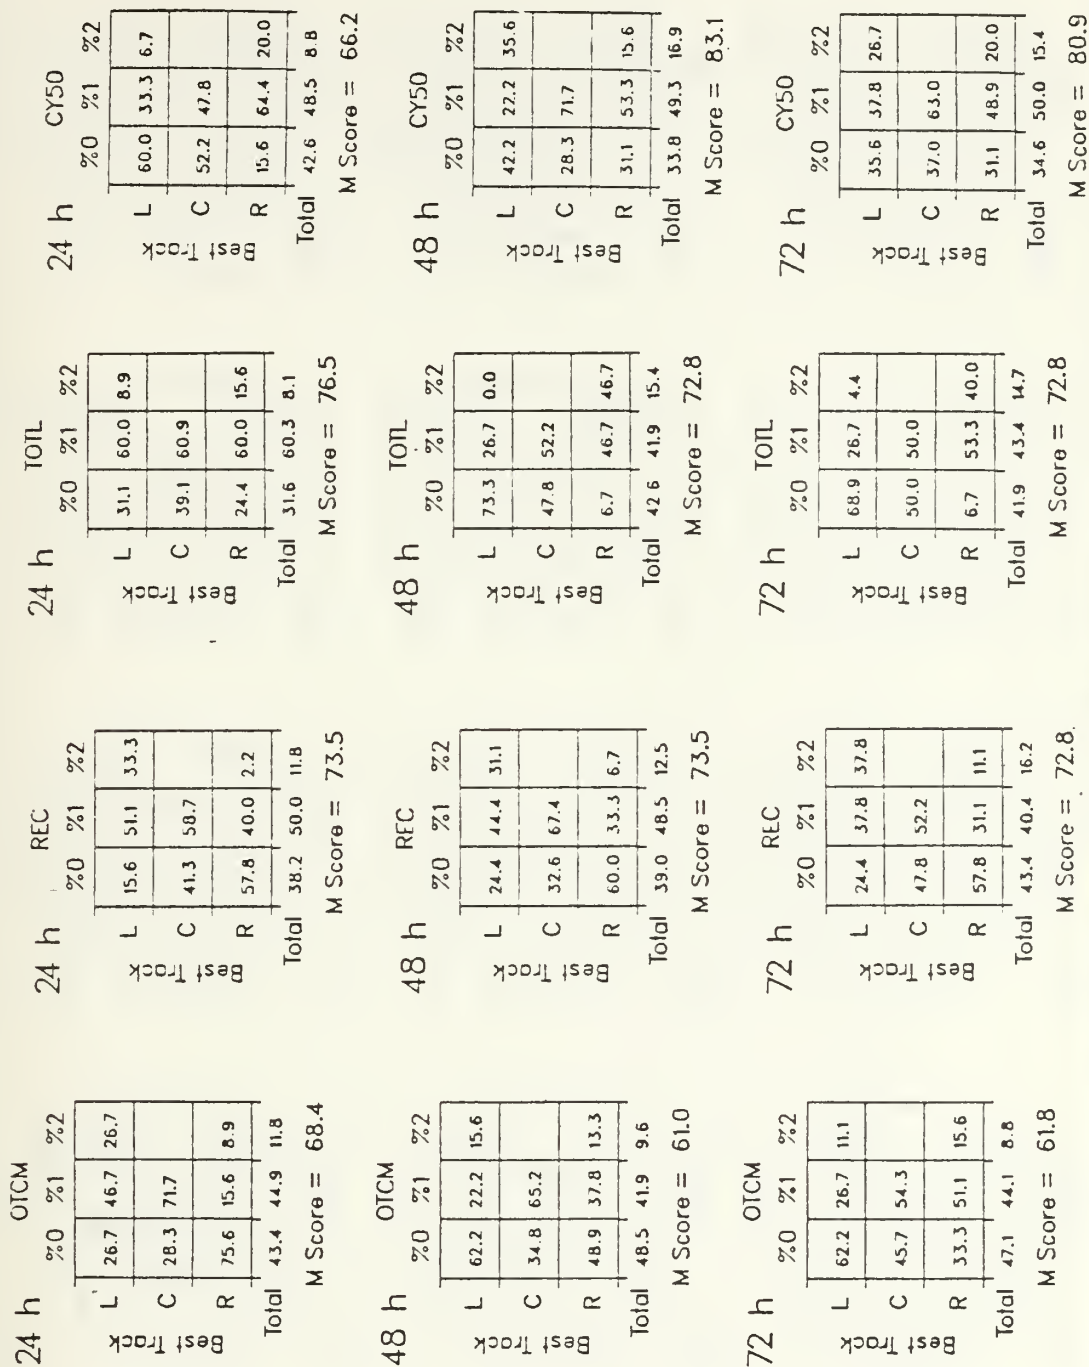 24 h OTCM
%0 %1 %2
L 26.7 46.7 26.7
C 28.3 71.7
R 75.6 15.6 8.9
Total 43.4 44.9 11.8
Best Track
M Score = 68.4
24 h REC
%0 %1 %2
L 15.6 51.1 33.3
C 41.3 58.7
R 57.8 40.0 2.2
Total 38.2 50.0 11.8
Best Track
M Score = 73.5
24 h TOTL
%0 %1 %2
L 31.1 60.0 8.9
C 39.1 60.9
R 24.4 60.0 15.6
Total 31.6 60.3 8.1
Best Track
M Score = 76.5
24 h CY50
%0 %1 %2
L 60.0 33.3 6.7
C 52.2 47.8
R 15.6 64.4 20.0
Total 42.6 48.5 8.8
Best Track
M Score = 66.2
48 h OTCM
%0 %1 %2
L 62.2 22.2 15.6
C 34.8 65.2
R 48.9 37.8 13.3
Total 48.5 41.9 9.6
Best Track
M Score = 61.0
48 h REC
%0 %1 %2
L 24.4 44.4 31.1
C 32.6 67.4
R 60.0 33.3 6.7
Total 39.0 48.5 12.5
Best Track
M Score = 73.5
48 h TOTL
%0 %1 %2
L 73.3 26.7 0.0
C 47.8 52.2
R 6.7 46.7 46.7
Total 42.6 41.9 15.4
Best Track
M Score = 72.8
48 h CY50
%0 %1 %2
L 42.2 22.2 35.6
C 28.3 71.7
R 31.1 53.3 15.6
Total 33.8 49.3 16.9
Best Track
M Score = 83.1
72 h OTCM
%0 %1 %2
L 62.2 26.7 11.1
C 45.7 54.3
R 33.3 51.1 15.6
Total 47.1 44.1 8.8
Best Track
M Score = 61.8
72 h REC
%0 %1 %2
L 24.4 37.8 37.8
C 47.8 52.2
R 57.8 31.1 11.1
Total 43.4 40.4 16.2
Best Track
M Score = 72.8
72 h TOTL
%0 %1 %2
L 68.9 26.7 4.4
C 50.0 50.0
R 6.7 53.3 40.0
Total 41.9 43.4 14.7
Best Track
M Score = 72.8
72 h CY50
%0 %1 %2
L 35.6 37.8 26.7
C 37.0 63.0
R 31.1 48.9 20.0
Total 34.6 50.0 15.4
Best Track
M Score = 80.9